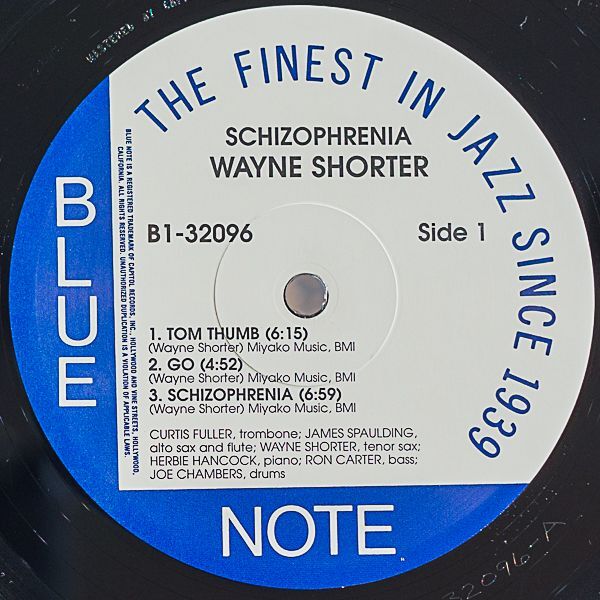 MASTERED BY CAP
THE FINEST IN JAZZ SINCE 1939
SCHIZOPHRENIA
WAYNE SHORTER
B1-32096
Side 1
BLUE
BLUE NOTE IS A REGISTERED TRADEMARK OF CAPITOL RECORDS, INC., HOLLYWOOD AND VINE STREETS, HOLLYWOOD,
CALIFORNIA. ALL RIGHTS RESERVED. UNAUTHORIZED DUPLICATION IS A VIOLATION OF APPLICABLE LAWS.
1. TOM THUMB (6:15)
(Wayne Shorter) Miyako Music, BMI
2. GO (4:52)
(Wayne Shorter) Miyako Music, BMI
3. SCHIZOPHRENIA (6:59)
(Wayne Shorter) Miyako Music, BMI
CURTIS FULLER, trombone; JAMES SPAULDING,
alto sax and flute; WAYNE SHORTER, tenor sax;
HERBIE HANCOCK, piano; RON CARTER, bass;
JOE CHAMBERS, drums
NOTE
32096-A